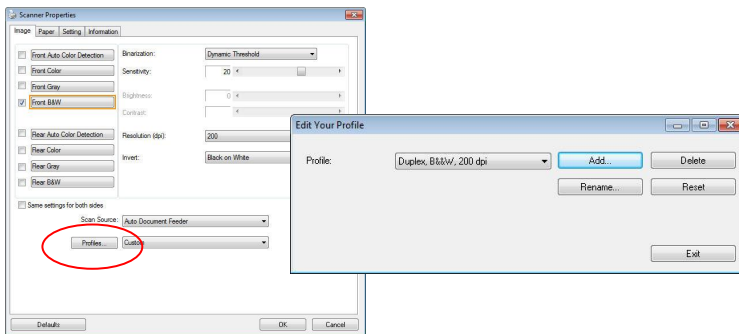 Scanner Properties
Image Paper Setting Information
Front Auto Color Detection
Front Color
Front Gray
Front B&W
Rear Auto Color Detection
Rear Color
Rear Gray
Rear B&W
Binarization: Dynamic Threshold
Sensitivity: 20
Brightness: 0
Contrast:
Resolution (dpi): 200
Invert: Black on White
Same settings for both sides
Scan Source: Auto Document Feeder
Profiles... Custom
Defaults OK Cancel
Edit Your Profile
Profile: Duplex, B&&W, 200 dpi Add... Delete
Rename... Reset
Exit